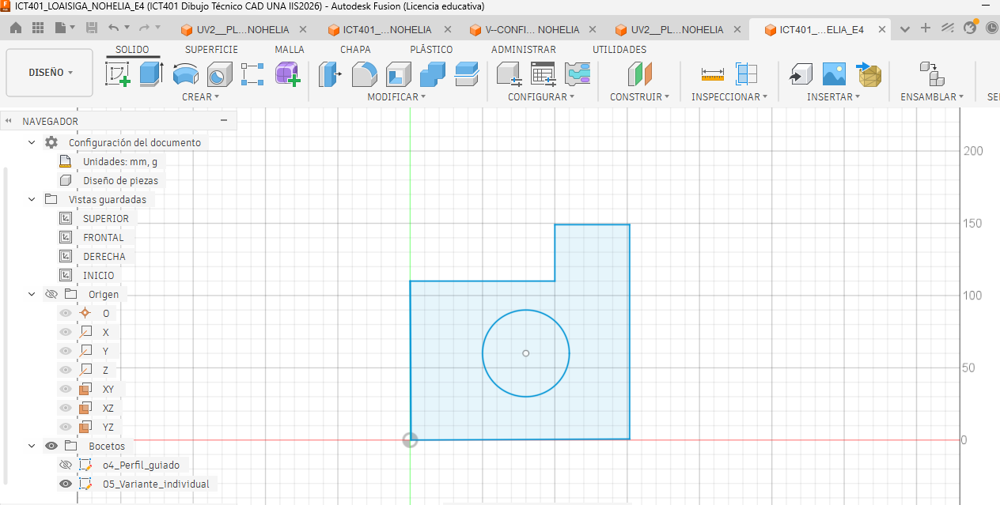 ICT401_LOAISIGA_NOHELIA_E4 (ICT401 Dibujo Técnico CAD UNA IIS2026) - Autodesk Fusion (Licencia educativa)
UV2__PL...NOHELIA
ICT401_...NOHELIA
V--CONFI... NOHELIA
UV2__PL...NOHELIA
ICT401_...ELIA_E4
SOLIDO SUPERFICIE MALLA CHAPA PLÁSTICO ADMINISTRAR UTILIDADES
DISEÑO
CREAR MODIFICAR CONFIGURAR CONSTRUIR INSPECCIONAR INSERTAR ENSAMBLAR SE
NAVEGADOR
Configuración del documento
Unidades: mm, g
Diseño de piezas
Vistas guardadas
SUPERIOR
FRONTAL
DERECHA
INICIO
Origen
O
X
Y
Z
XY
XZ
YZ
Bocetos
o4_Perfil_guiado
05_Variante_individual
200
150
100
50
0